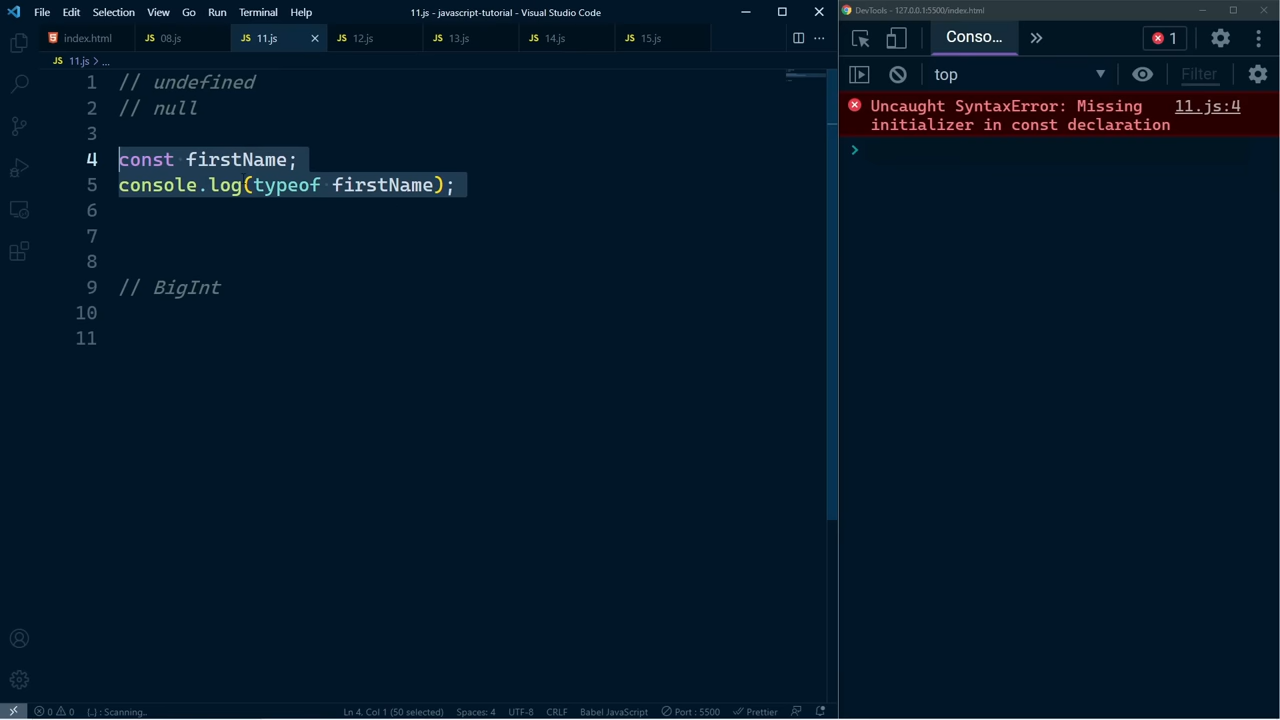 File Edit Selection View Go Run Terminal Help 11.js - javascript-tutorial - Visual Studio Code
index.html JS 08.js JS 11.js JS 12.js JS 13.js JS 14.js JS 15.js
JS 11.js > ...
1 // undefined
2 // null
3
4 const firstName;
5 console.log(typeof firstName);
6
7
8
9 // BigInt
10
11
0 0 {..} : Scanning.. Ln 4, Col 1 (50 selected) Spaces: 4 UTF-8 CRLF Babel JavaScript Port : 5500 Prettier
DevTools - 127.0.0.1:5500/index.html
Conso... 1
top Filter
Uncaught SyntaxError: Missing 11.js:4
initializer in const declaration